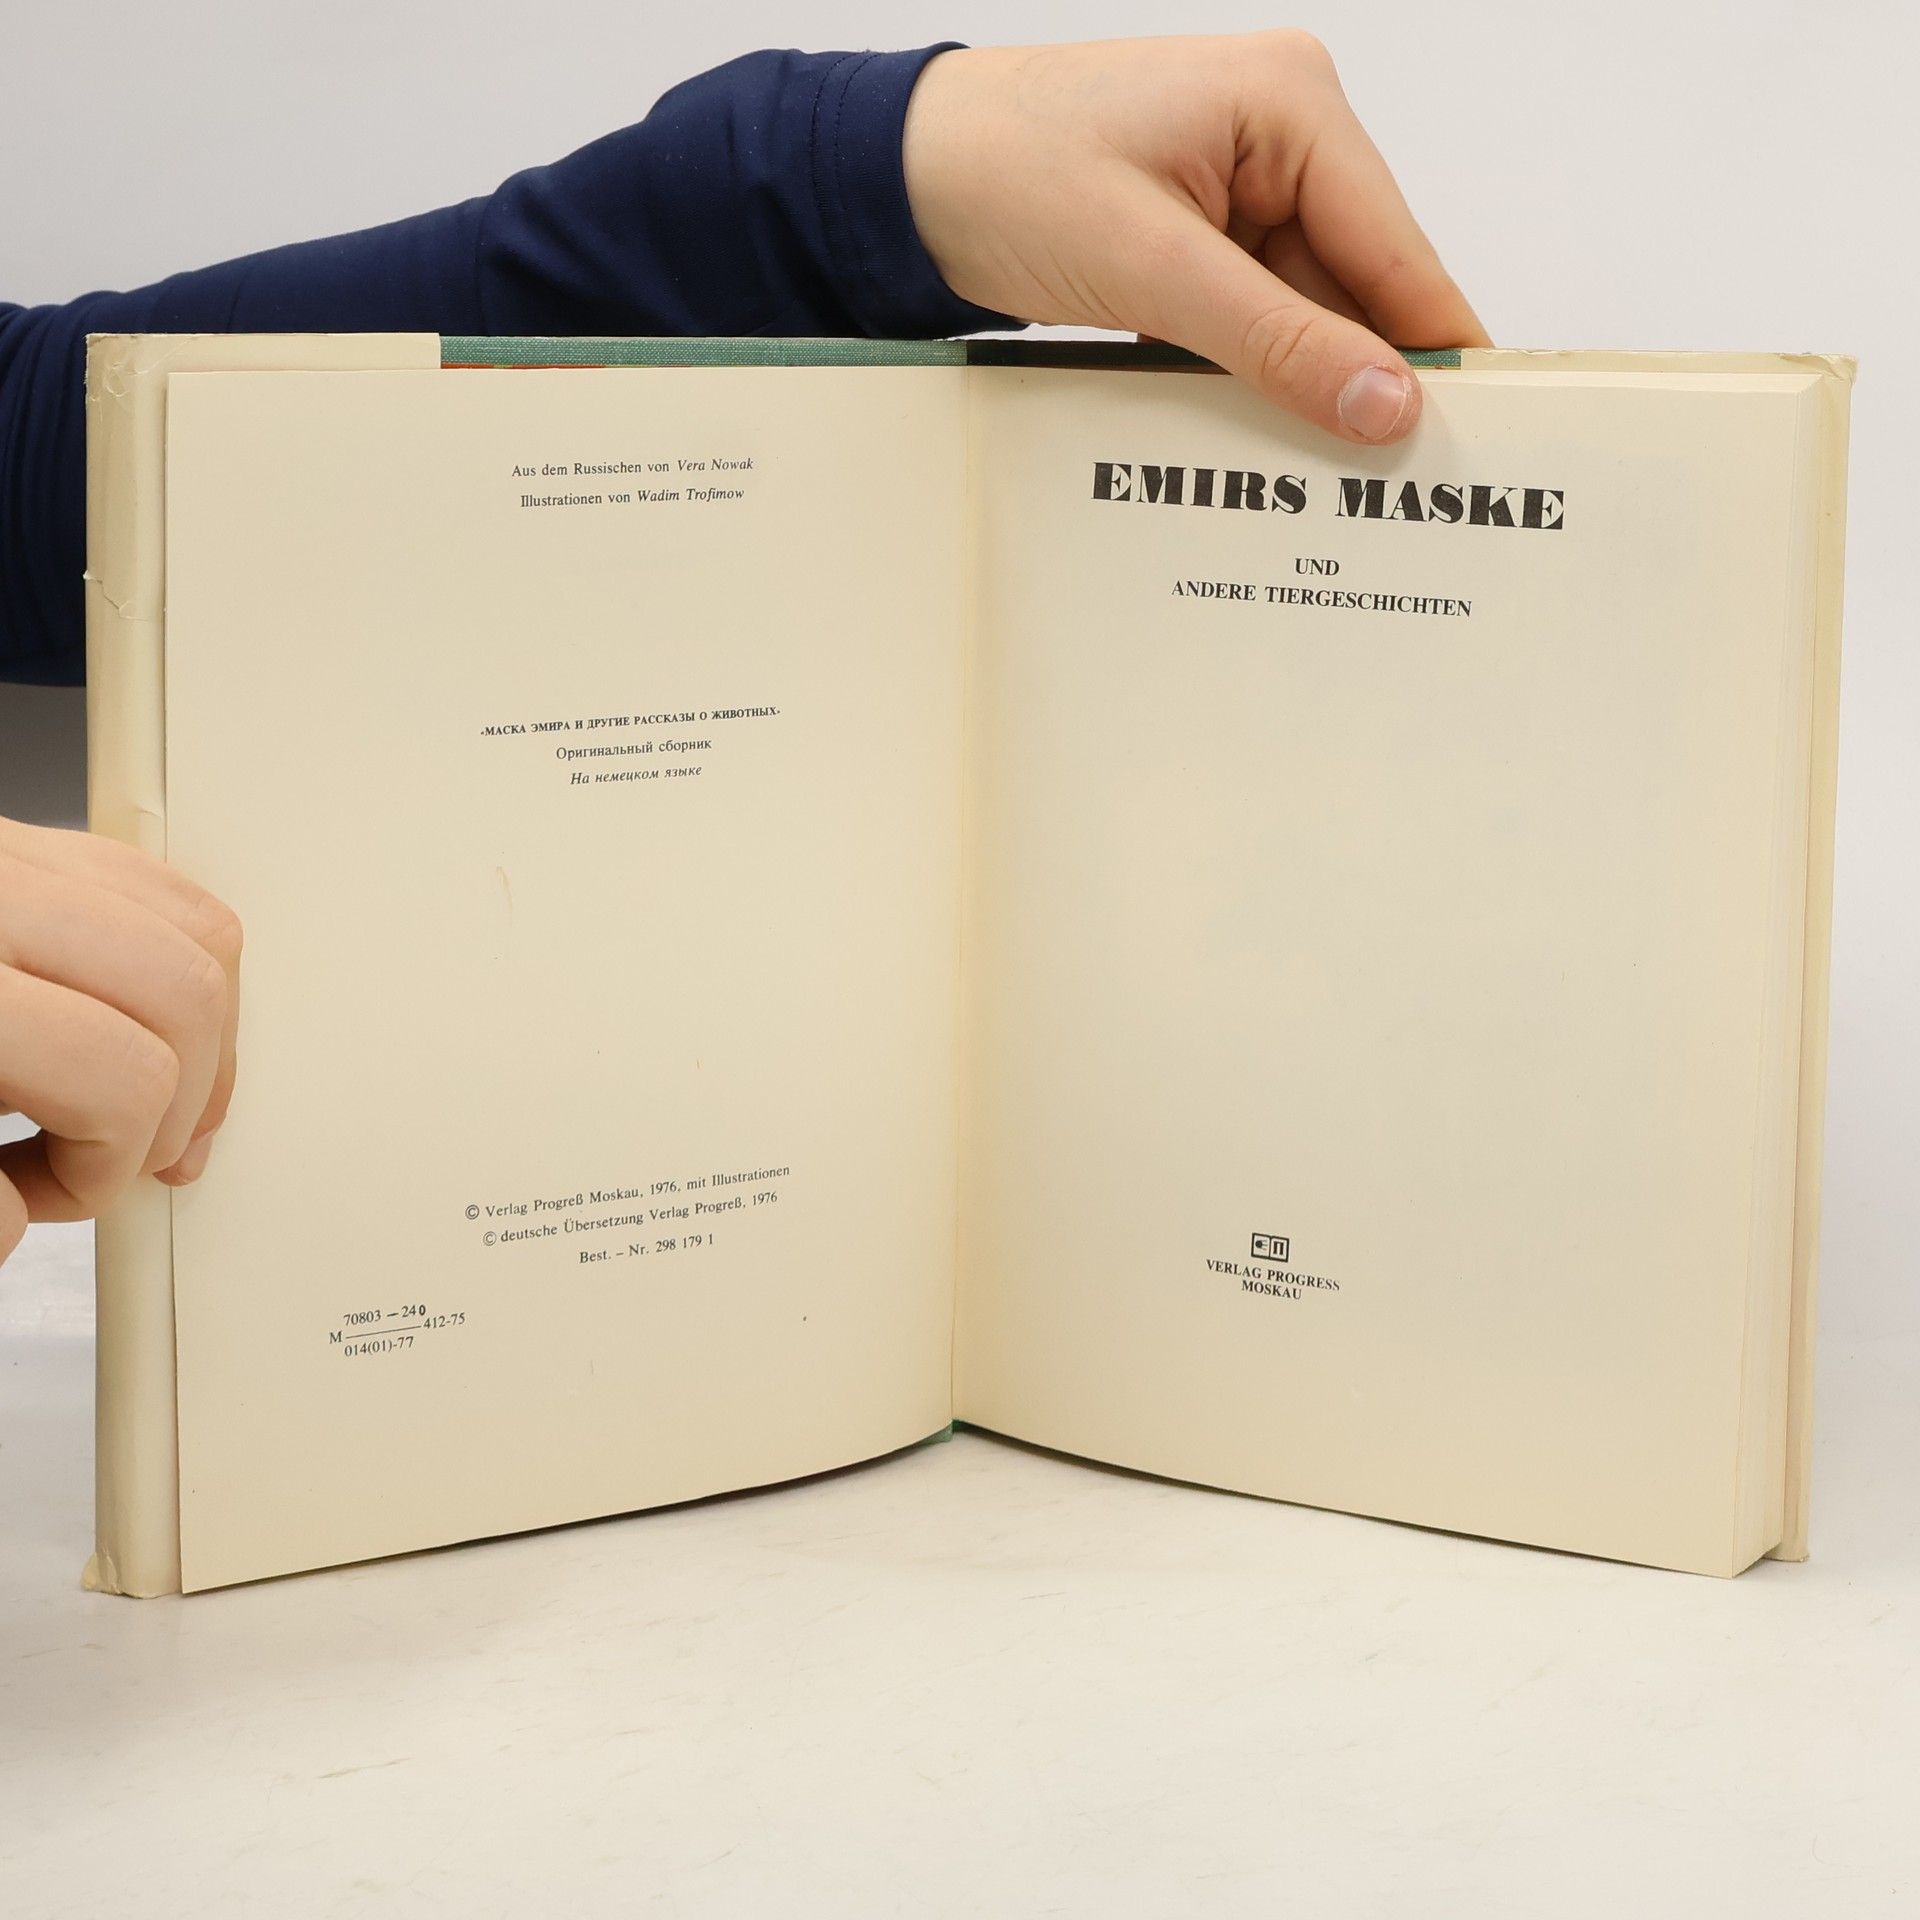 Aus dem Russischen von Vera Nowak
Illustrationen von Wadim Trofimow
«МАСКА ЭМИРА И ДРУГИЕ РАССКАЗЫ О ЖИВОТНЫХ»
Оригинальный сборник
На немецком языке
© Verlag Progreß Moskau, 1976, mit Illustrationen
© deutsche Übersetzung Verlag Progreß, 1976
Best. – Nr. 298 179 1
70803 — 240
М 412-75
014(01)-77
EMIRS MASKE
UND
ANDERE TIERGESCHICHTEN
П
VERLAG PROGRESS
MOSKAU